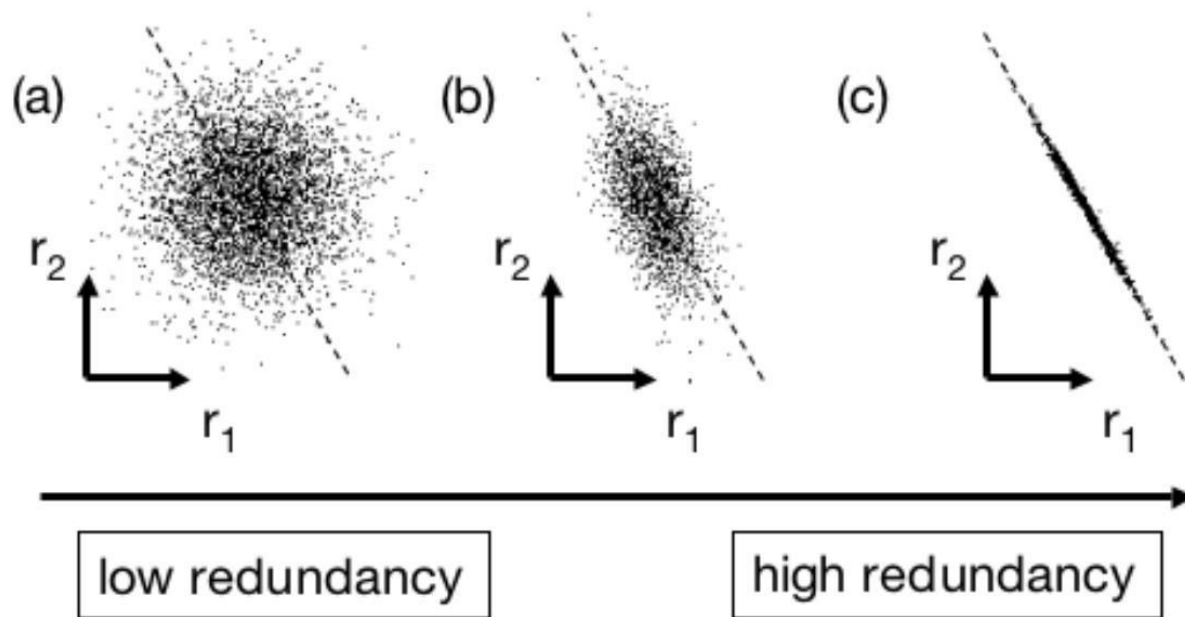 (a) (b) (c)
r₂ r₂ r₂
r₁ r₁ r₁
low redundancy high redundancy